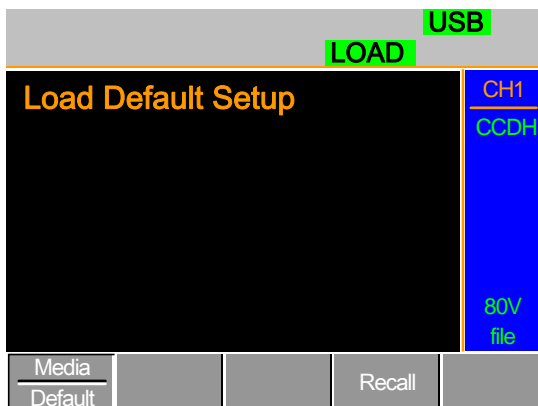 USB
LOAD
Load Default Setup
CH1
CCDH
80V
file
Media
Default
Recall